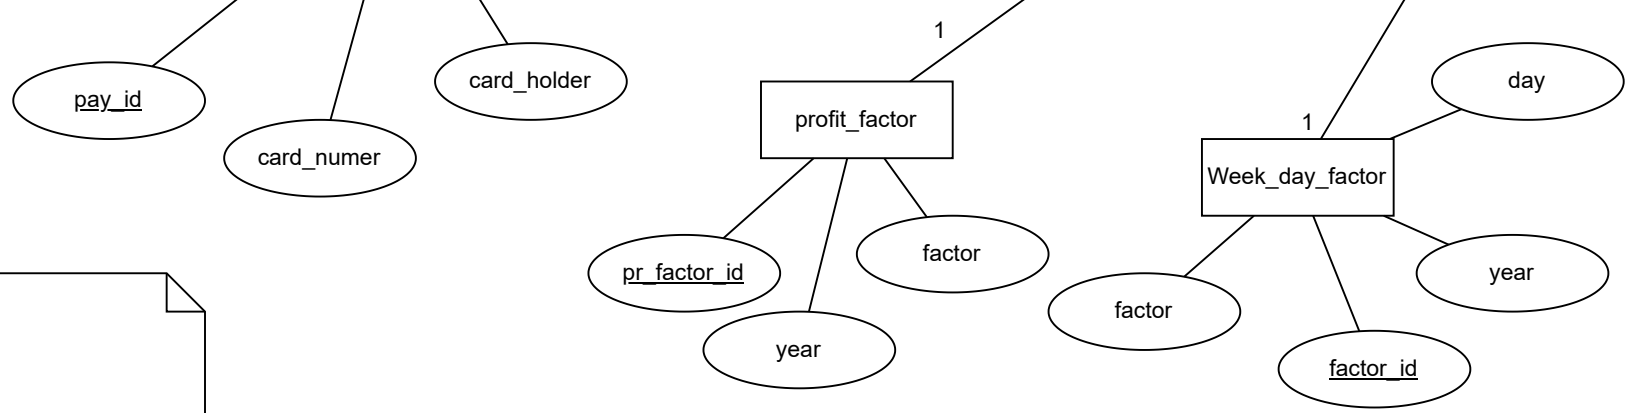 pay_id
card_numer
card_holder
1
profit_factor
pr_factor_id
year
factor
1
Week_day_factor
day
factor
factor_id
year